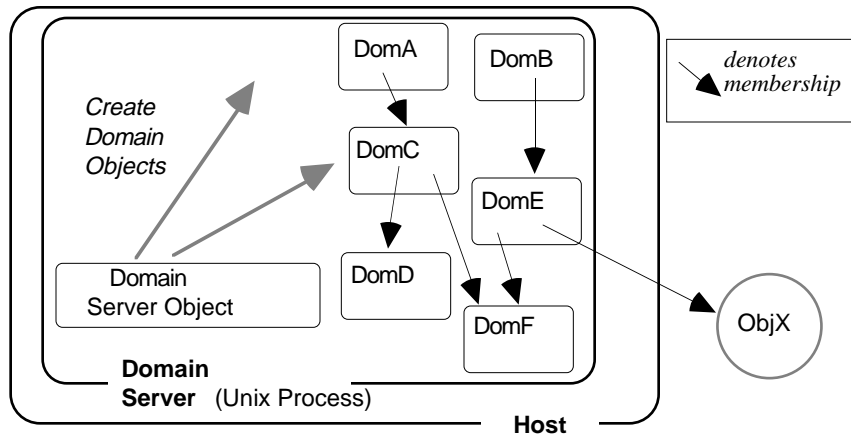 DomA
DomB
denotes
membership
Create
Domain
Objects
DomC
DomE
Domain
Server Object
DomD
DomF
ObjX
Domain
Server (Unix Process)
Host